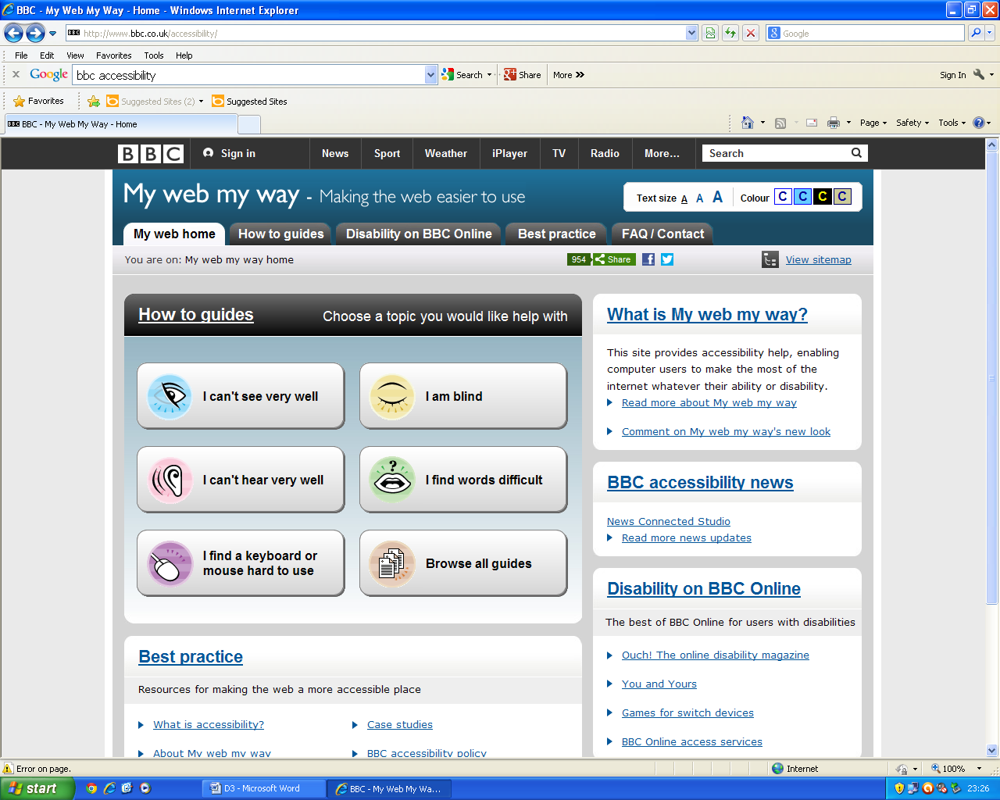 BBC - My Web My Way - Home - Windows Internet Explorer
BBC http://www.bbc.co.uk/accessibility/
Google
File Edit View Favorites Tools Help
x Google bbc accessibility Search Share More Sign In
Favorites Suggested Sites (2) Suggested Sites
BBC BBC - My Web My Way - Home
Page Safety Tools
BBC Sign in News Sport Weather iPlayer TV Radio More... Search
My web my way - Making the web easier to use
Text size A A A Colour C C C C
My web home How to guides Disability on BBC Online Best practice FAQ / Contact
You are on: My web my way home 954 Share View sitemap
How to guides Choose a topic you would like help with
I can't see very well
I am blind
I can't hear very well
? I find words difficult
I find a keyboard or
mouse hard to use
Browse all guides
Best practice
Resources for making the web a more accessible place
What is accessibility?
Case studies
About My web my way
BBC accessibility policy
What is My web my way?
This site provides accessibility help, enabling
computer users to make the most of the
internet whatever their ability or disability.
Read more about My web my way
Comment on My web my way's new look
BBC accessibility news
News Connected Studio
Read more news updates
Disability on BBC Online
The best of BBC Online for users with disabilities
Ouch! The online disability magazine
You and Yours
Games for switch devices
BBC Online access services
Error on page. Internet 100%
start D3 - Microsoft Word BBC - My Web My Wa... 23:26